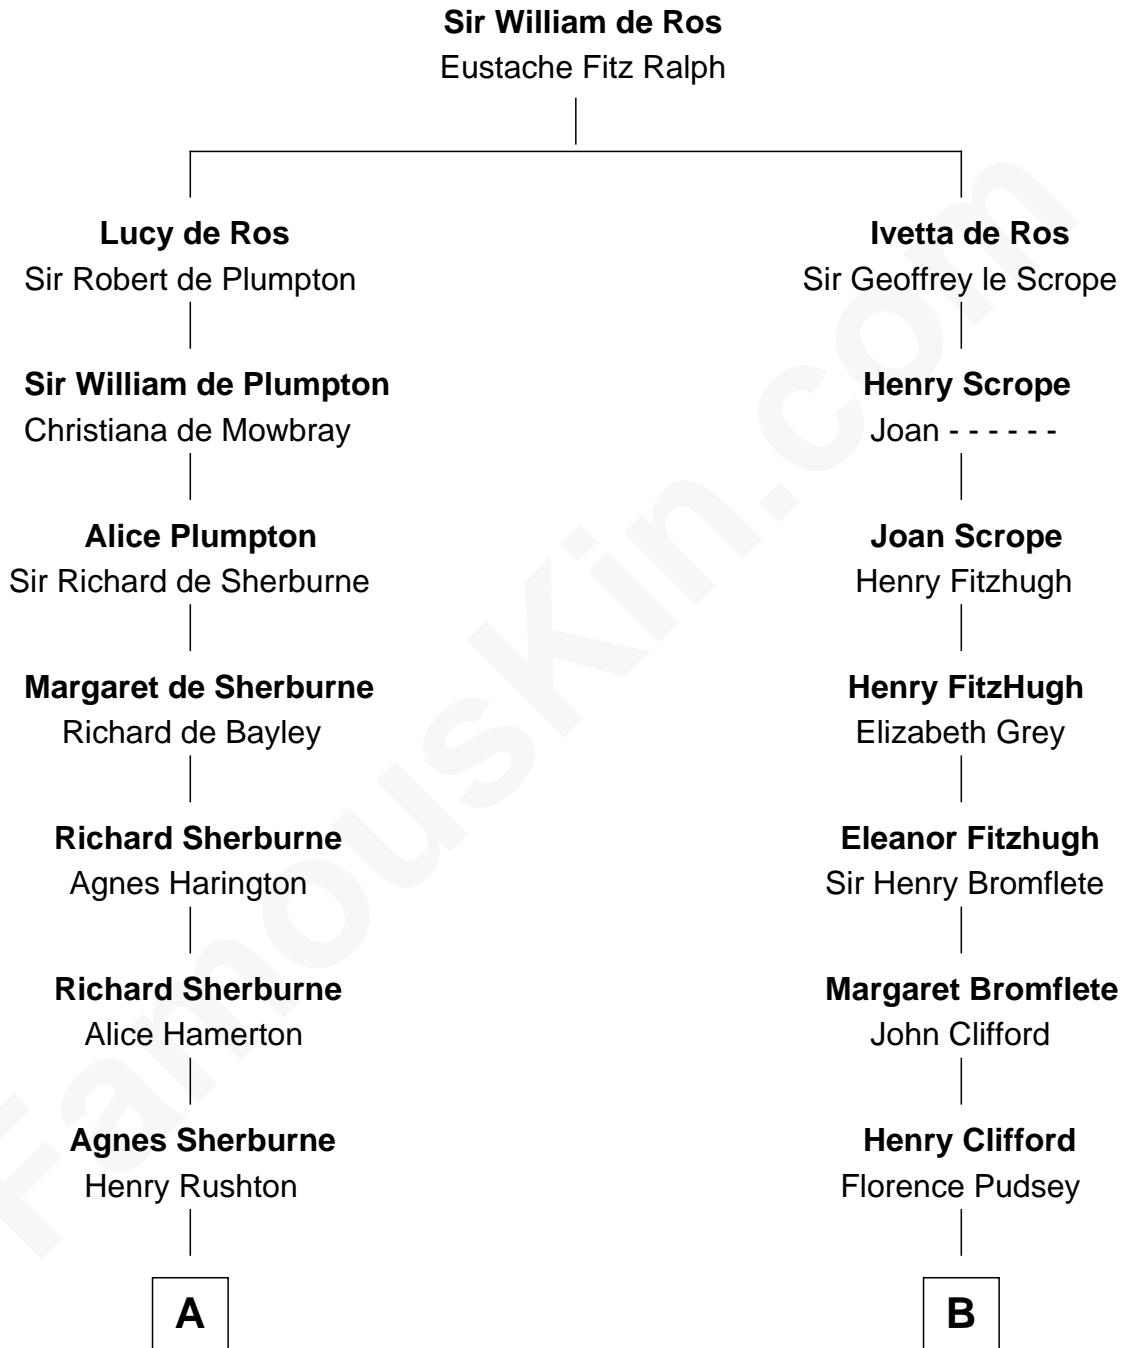 Sir William de Ros
Eustache Fitz Ralph
Lucy de Ros
Sir Robert de Plumpton
Ivetta de Ros
Sir Geoffrey le Scrope
Sir William de Plumpton
Christiana de Mowbray
Henry Scrope
Joan - - - - - -
Alice Plumpton
Sir Richard de Sherburne
Joan Scrope
Henry Fitzhugh
Margaret de Sherburne
Richard de Bayley
Henry FitzHugh
Elizabeth Grey
Richard Sherburne
Agnes Harington
Eleanor Fitzhugh
Sir Henry Bromflete
Richard Sherburne
Alice Hamerton
Margaret Bromflete
John Clifford
Agnes Sherburne
Henry Rushton
Henry Clifford
Florence Pudsey
A
B
FamousKin.com